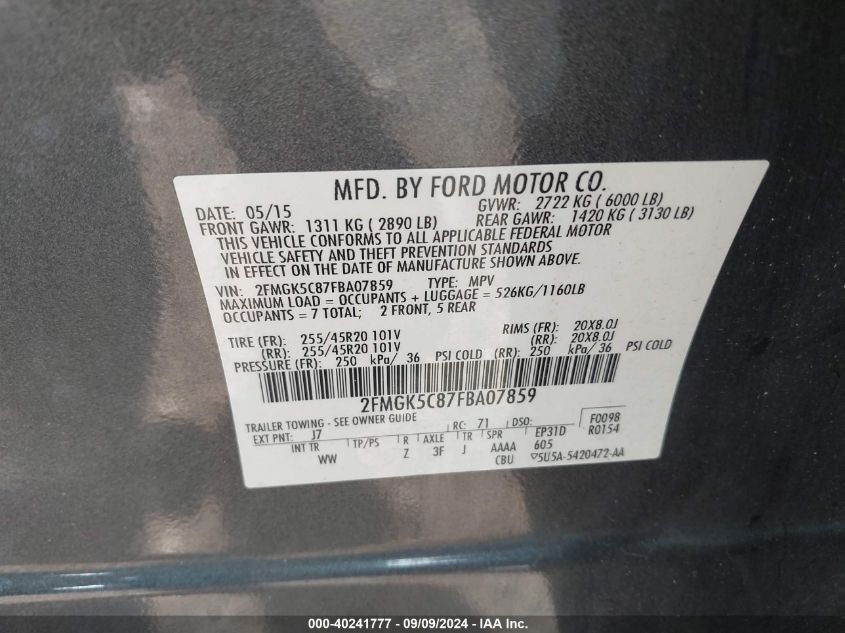 MFD. BY FORD MOTOR CO.
DATE: 05/15 GVWR: 2722 KG ( 6000 LB)
FRONT GAWR: 1311 KG ( 2890 LB) REAR GAWR: 1420 KG ( 3130 LB)
THIS VEHICLE CONFORMS TO ALL APPLICABLE FEDERAL MOTOR
VEHICLE SAFETY AND THEFT PREVENTION STANDARDS
IN EFFECT ON THE DATE OF MANUFACTURE SHOWN ABOVE.
VIN: 2FMGK5C87FBA07859 TYPE: MPV
MAXIMUM LOAD = OCCUPANTS + LUGGAGE = 526KG/1160LB
OCCUPANTS = 7 TOTAL; 2 FRONT, 5 REAR
TIRE (FR): 255/45R20 101V RIMS (FR): 20X8.0J
(RR): 255/45R20 101V (RR): 20X8.0J
PRESSURE (FR): 250 kPa/ 36 PSI COLD (RR): 250 kPa/ 36 PSI COLD
2FMGK5C87FBA07859
TRAILER TOWING - SEE OWNER GUIDE
EXT PNT: J7 RC: 71 DSO: F0098
INT TR TP/PS R AXLE TR SPR EP31D R0154
WW Z 3F J AAAA 605
CBU ▽5U5A-5420472-AA
000-40241777 - 09/09/2024 - IAA Inc.